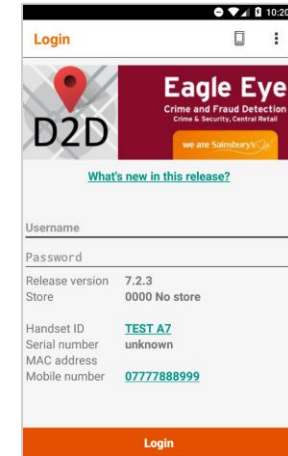 10:20
Login
D2D
Eagle Eye
Crime and Fraud Detection
Crime & Security, Central Retail
we are Sainsbury's
What's new in this release?
Username
Password
Release version 7.2.3
Store 0000 No store
Handset ID TEST A7
Serial number unknown
MAC address
Mobile number 07777888999
Login